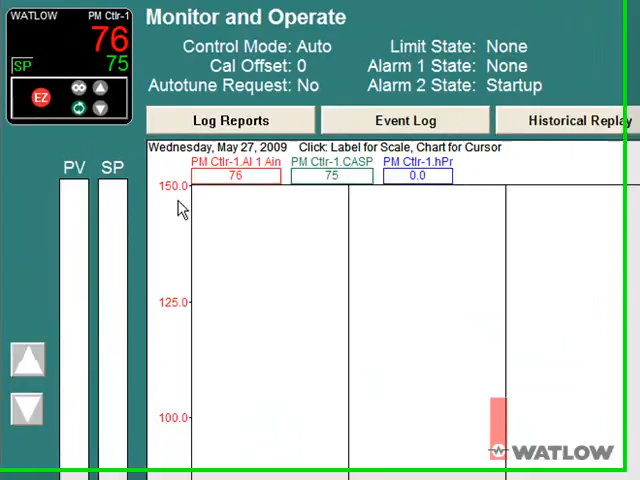 WATLOW PM Ctlr-1
76
SP 75
EZ
Monitor and Operate
Control Mode: Auto Limit State: None
Cal Offset: 0 Alarm 1 State: None
Autotune Request: No Alarm 2 State: Startup
Log Reports Event Log Historical Replay
Wednesday, May 27, 2009 Click: Label for Scale, Chart for Cursor
PM Ctlr-1.AI 1 Ain PM Ctlr-1.CASP PM Ctlr-1.hPr
76 75 0.0
PV SP
150.0
125.0
100.0
WATLOW